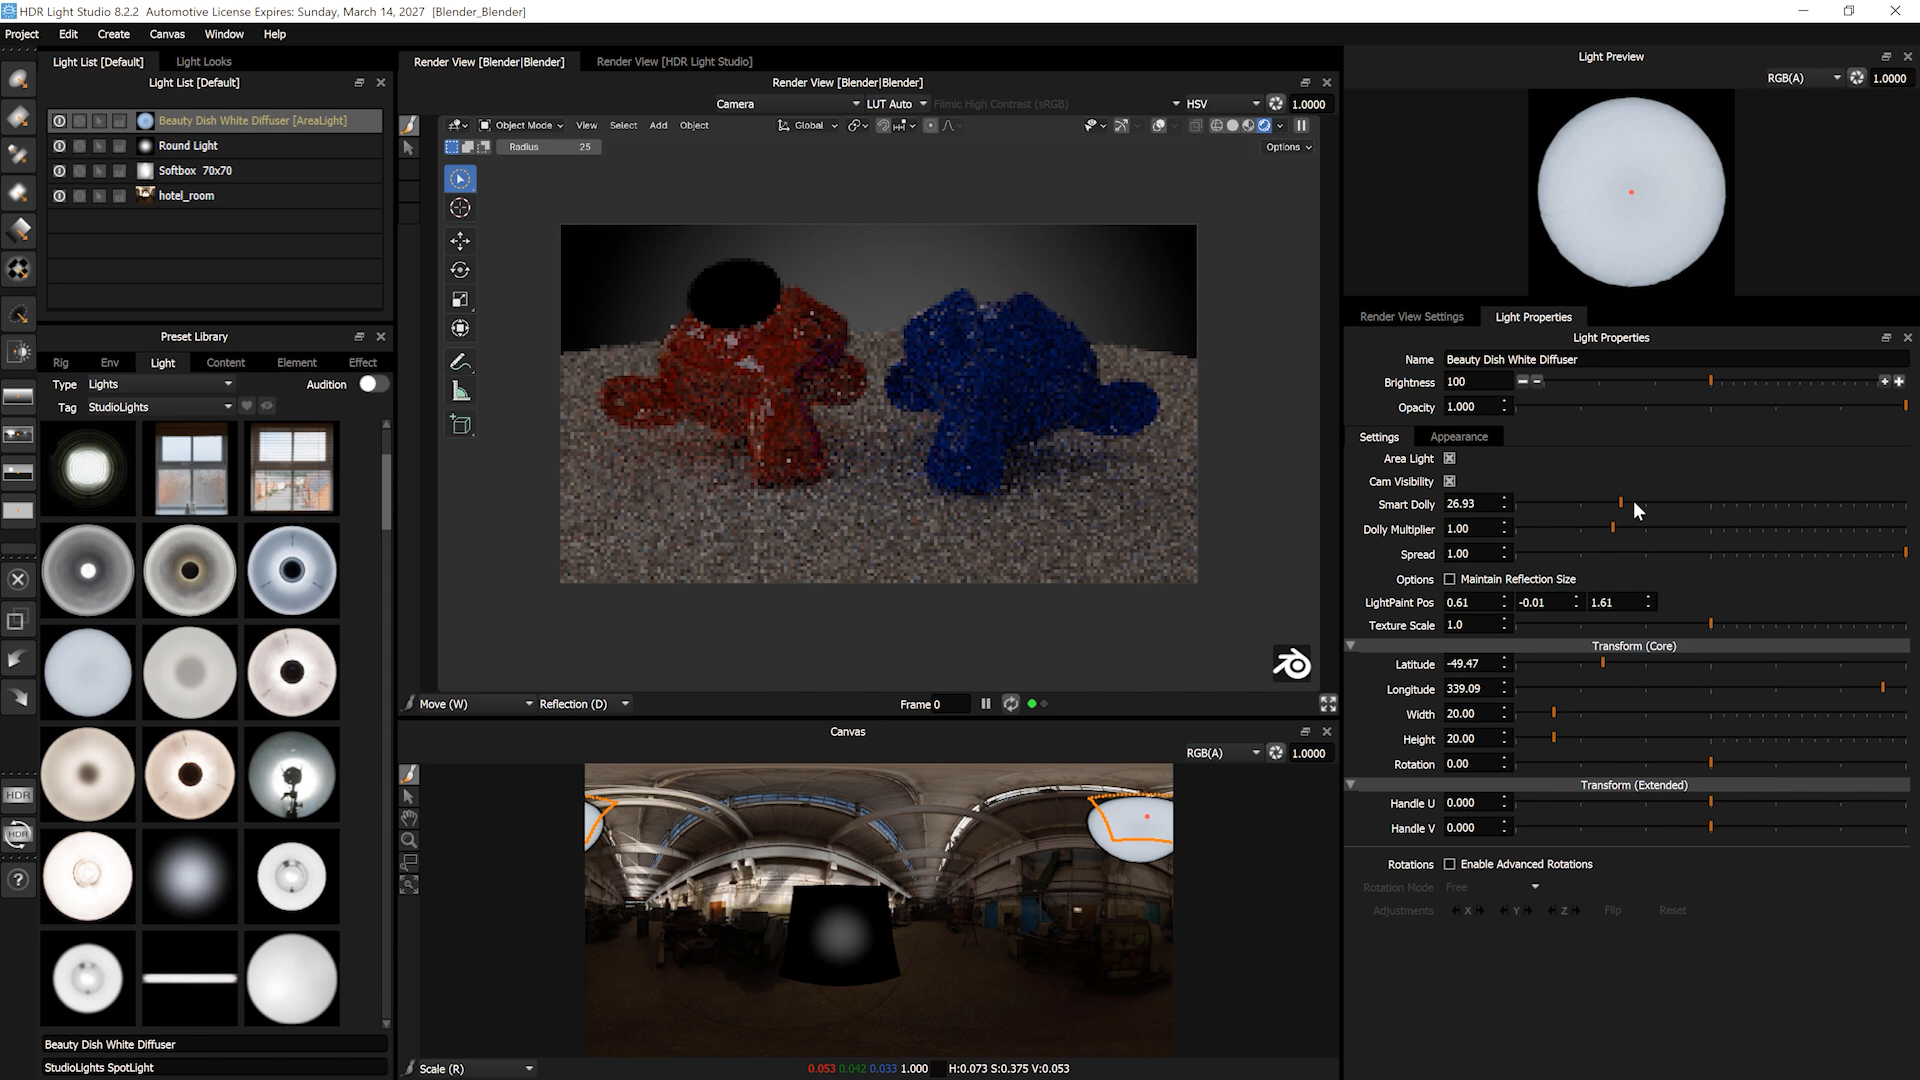 HDR Light Studio 8.2.2  Automotive License Expires: Sunday, March 14, 2027  [Blender_Blender]
Project Edit Create Canvas Window Help
Light List [Default] Light Looks
Light List [Default]
Beauty Dish White Diffuser [AreaLight]
Round Light
Softbox  70x70
hotel_room
Preset Library
Rig Env Light Content Element Effect
Type Lights Audition
Tag StudioLights
Beauty Dish White Diffuser
StudioLights SpotLight
HDR
HDR
?
Render View [Blender|Blender] Render View [HDR Light Studio]
Render View [Blender|Blender]
Camera LUT Auto Filmic High Contrast (sRGB) HSV 1.0000
Object Mode View Select Add Object Global
Radius 25 Options
Move (W) Reflection (D) Frame 0
Canvas
RGB(A) 1.0000
Scale (R) 0.053 0.042 0.033 1.000 H:0.073 S:0.375 V:0.053
Light Preview
RGB(A) 1.0000
Render View Settings Light Properties
Light Properties
Name Beauty Dish White Diffuser
Brightness 100
Opacity 1.000
Settings Appearance
Area Light
Cam Visibility
Smart Dolly 26.93
Dolly Multiplier 1.00
Spread 1.00
Options Maintain Reflection Size
LightPaint Pos 0.61 -0.01 1.61
Texture Scale 1.0
Transform (Core)
Latitude -49.47
Longitude 339.09
Width 20.00
Height 20.00
Rotation 0.00
Transform (Extended)
Handle U 0.000
Handle V 0.000
Rotations Enable Advanced Rotations
Rotation Mode Free
Adjustments X Y Z Flip Reset